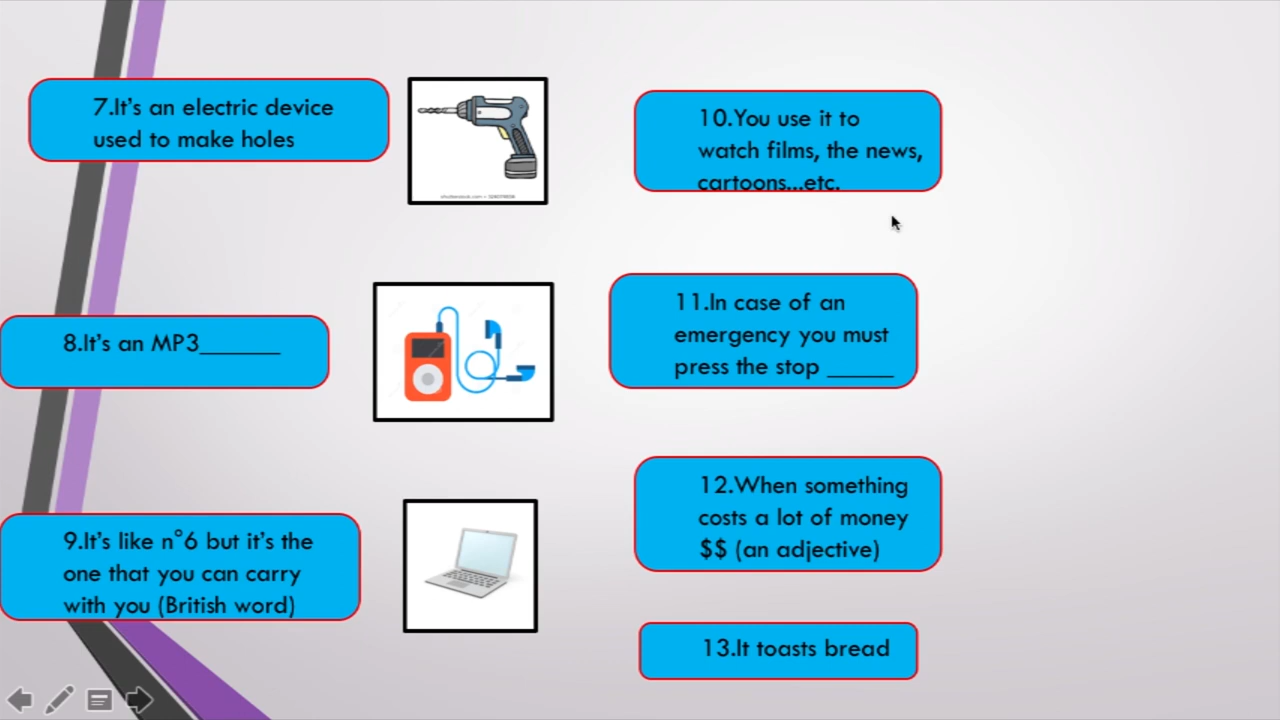 7.It's an electric device
used to make holes
8.It's an MP3______
9.It's like n°6 but it's the
one that you can carry
with you (British word)
10.You use it to
watch films, the news,
cartoons...etc.
11.In case of an
emergency you must
press the stop _____
12.When something
costs a lot of money
$$ (an adjective)
13.It toasts bread